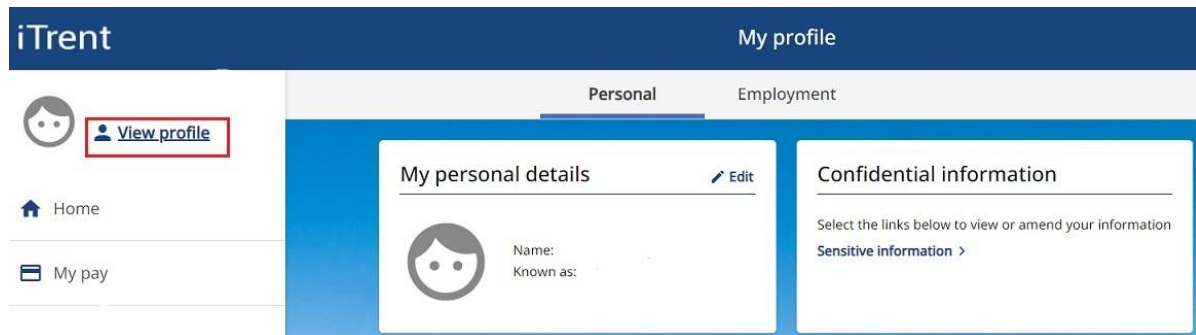 iTrent
My profile
View profile
Home
My pay
Personal
Employment
My personal details
Edit
Name:
Known as:
Confidential information
Select the links below to view or amend your information
Sensitive information >